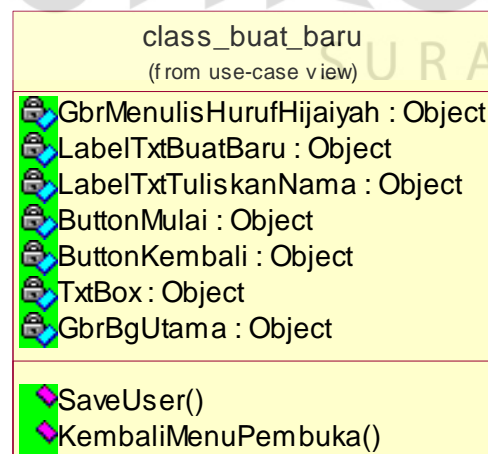 class_buat_baru
(from use-case view)
SURA
GbrMenulisHurufHijaiyah : Object
LabelTxtBuatBaru : Object
LabelTxtTuliskanNama : Object
ButtonMulai : Object
ButtonKembali : Object
TxtBox : Object
GbrBgUtama : Object
SaveUser()
KembaliMenuPembuka()